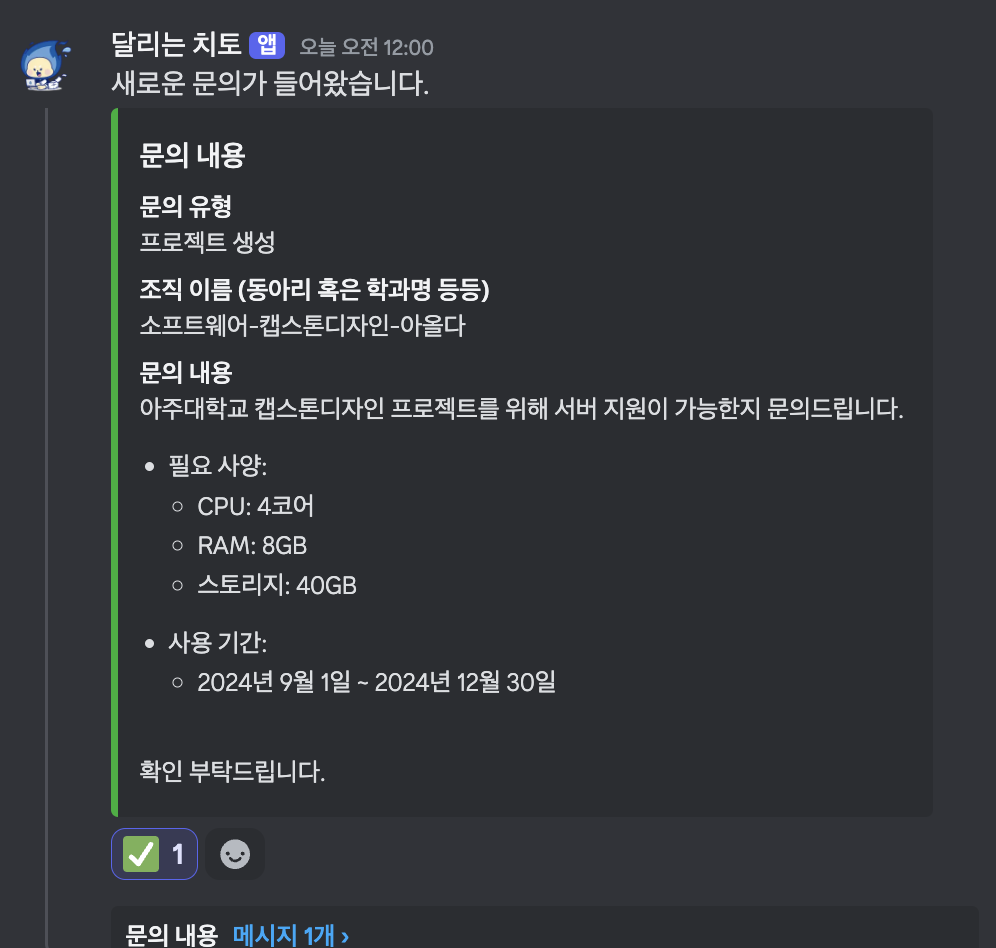 달리는 치토 앱 오늘 오전 12:00
새로운 문의가 들어왔습니다.
문의 내용
문의 유형
프로젝트 생성
조직 이름 (동아리 혹은 학과명 등등)
소프트웨어-캡스톤디자인-아올다
문의 내용
아주대학교 캡스톤디자인 프로젝트를 위해 서버 지원이 가능한지 문의드립니다.
• 필요 사양:
○ CPU: 4코어
○ RAM: 8GB
○ 스토리지: 40GB
• 사용 기간:
○ 2024년 9월 1일 ~ 2024년 12월 30일
확인 부탁드립니다.
✅ 1
문의 내용 메시지 1개 ›